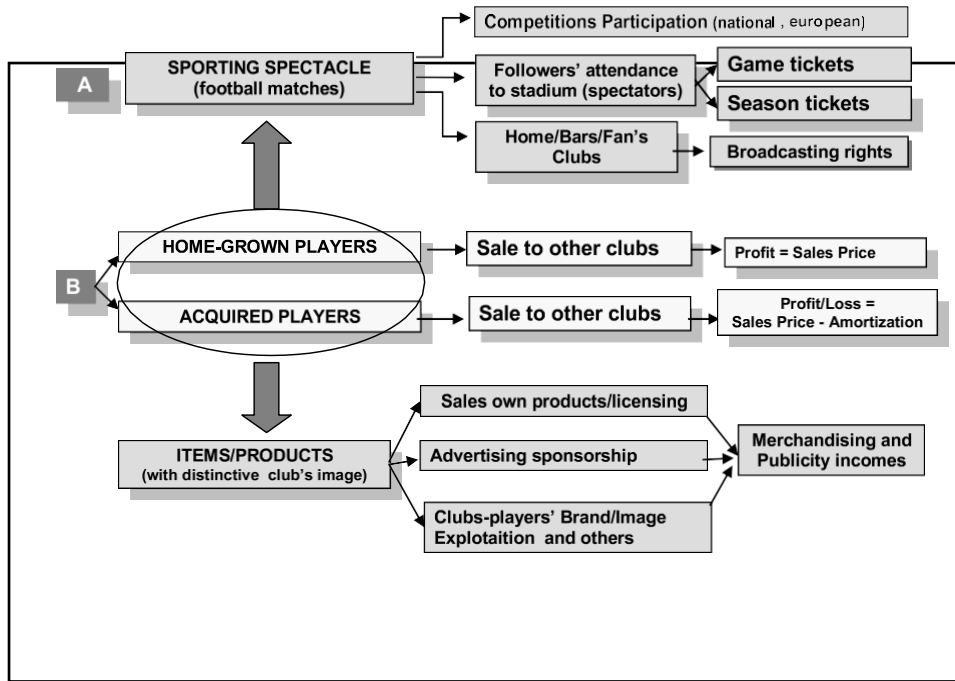 Competitions Participation (national , european)
A
SPORTING SPECTACLE
(football matches)
Followers’ attendance
to stadium (spectators)
Game tickets
Season tickets
Home/Bars/Fan's
Clubs
Broadcasting rights
B
HOME-GROWN PLAYERS
Sale to other clubs
Profit = Sales Price
ACQUIRED PLAYERS
Sale to other clubs
Profit/Loss =
Sales Price - Amortization
ITEMS/PRODUCTS
(with distinctive club’s image)
Sales own products/licensing
Advertising sponsorship
Clubs-players’ Brand/Image
Explotaition and others
Merchandising and
Publicity incomes